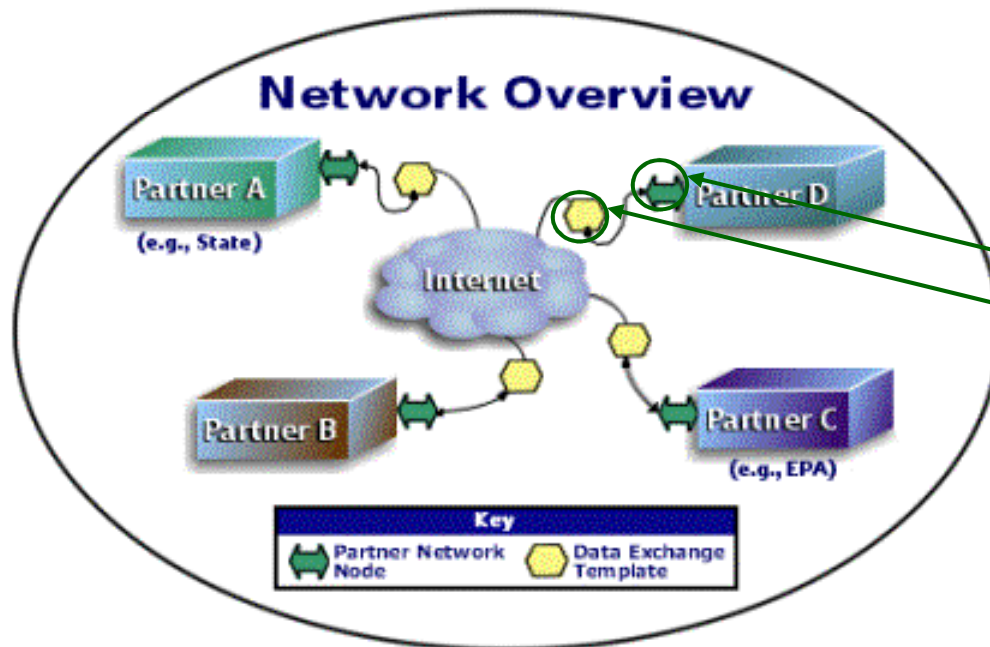 Network Overview
Partner A
(e.g., State)
Partner D
Internet
Partner B
Partner C
(e.g., EPA)
Key
Partner Network
Node
Data Exchange
Template